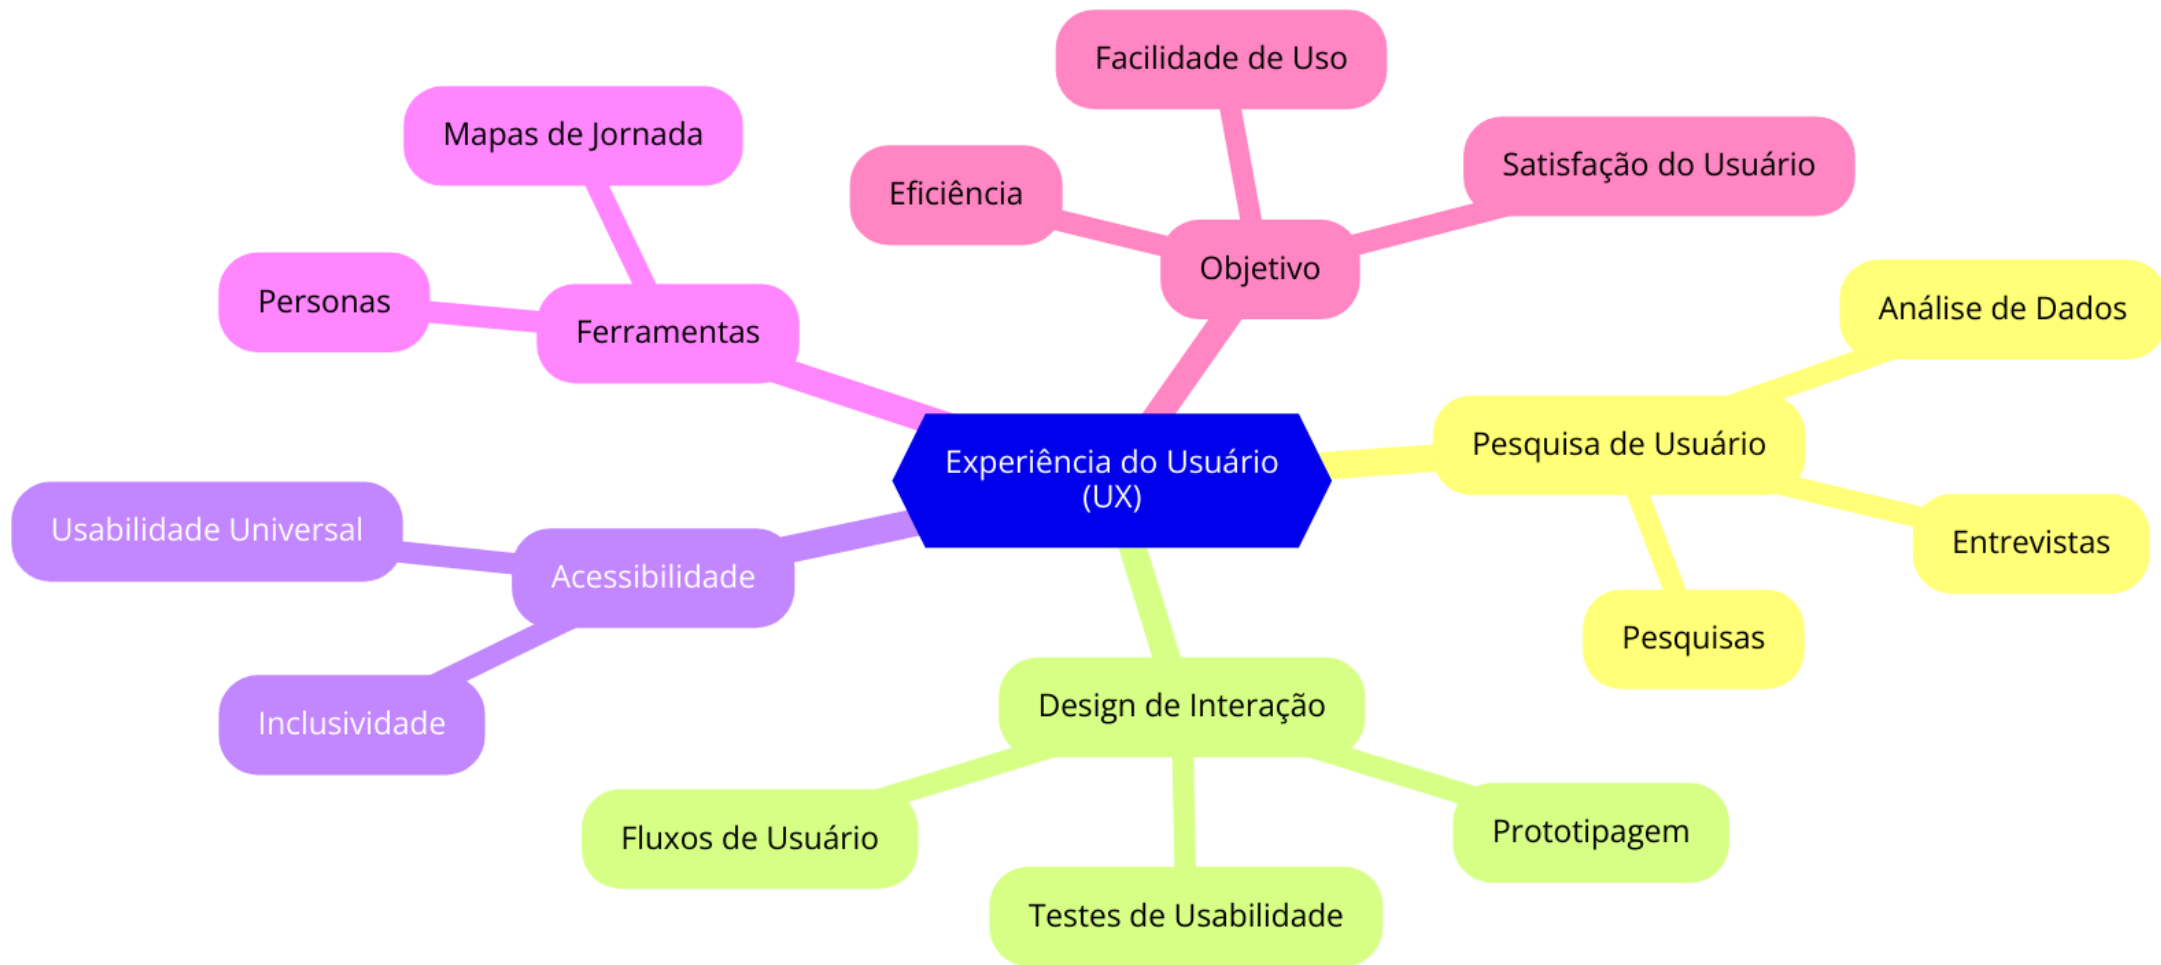 Facilidade de Uso
Mapas de Jornada
Satisfação do Usuário
Eficiência
Objetivo
Personas
Análise de Dados
Ferramentas
Pesquisa de Usuário
Experiência do Usuário
(UX)
Usabilidade Universal
Entrevistas
Acessibilidade
Pesquisas
Design de Interação
Inclusividade
Prototipagem
Fluxos de Usuário
Testes de Usabilidade